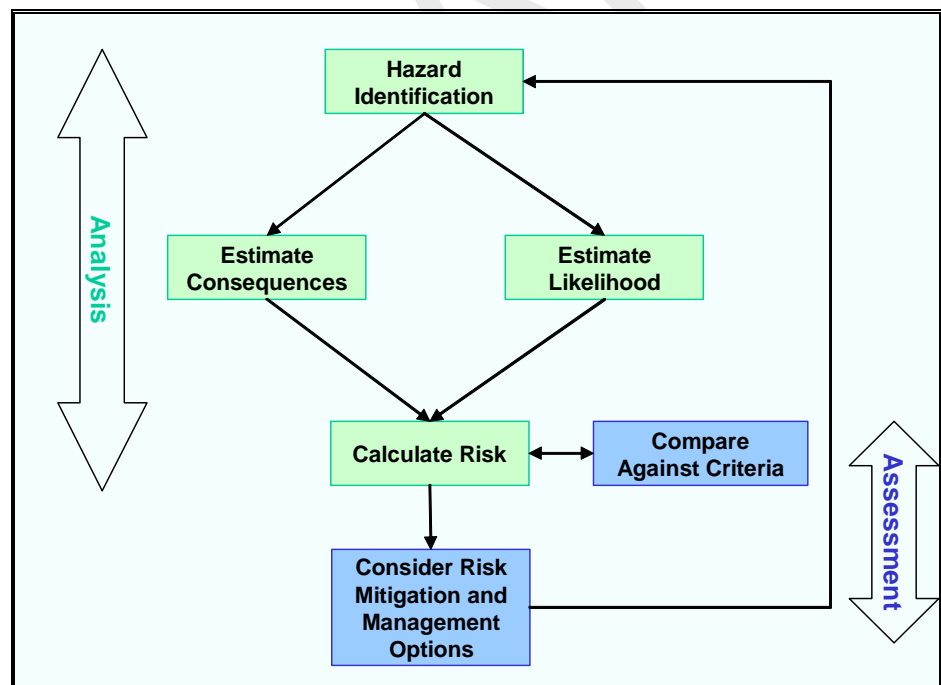 Hazard
Identification
Analysis
Estimate
Consequences
Estimate
Likelihood
Calculate Risk
Compare
Against Criteria
Assessment
Consider Risk
Mitigation and
Management
Options